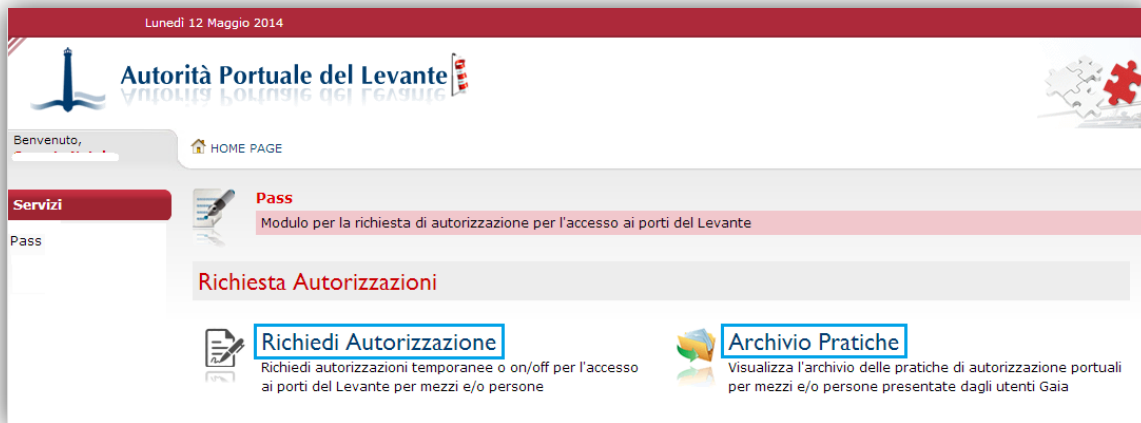 Lunedì 12 Maggio 2014
Autorità Portuale del Levante
Benvenuto,
HOME PAGE
Servizi
Pass
Pass
Modulo per la richiesta di autorizzazione per l'accesso ai porti del Levante
Richiesta Autorizzazioni
Richiedi Autorizzazione
Richiedi autorizzazioni temporanee o on/off per l'accesso
ai porti del Levante per mezzi e/o persone
Archivio Pratiche
Visualizza l'archivio delle pratiche di autorizzazione portuali
per mezzi e/o persone presentate dagli utenti Gaia